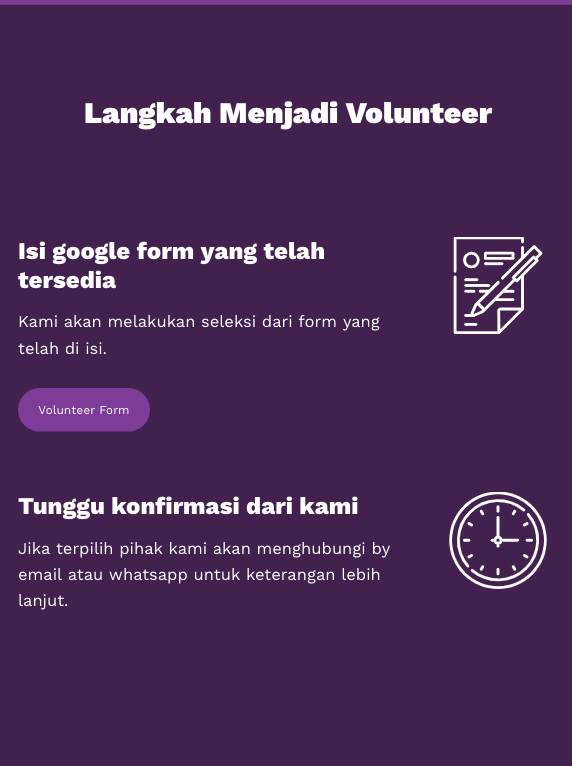 Langkah Menjadi Volunteer
Isi google form yang telah
tersedia
Kami akan melakukan seleksi dari form yang
telah di isi.
Volunteer Form
Tunggu konfirmasi dari kami
Jika terpilih pihak kami akan menghubungi by
email atau whatsapp untuk keterangan lebih
lanjut.